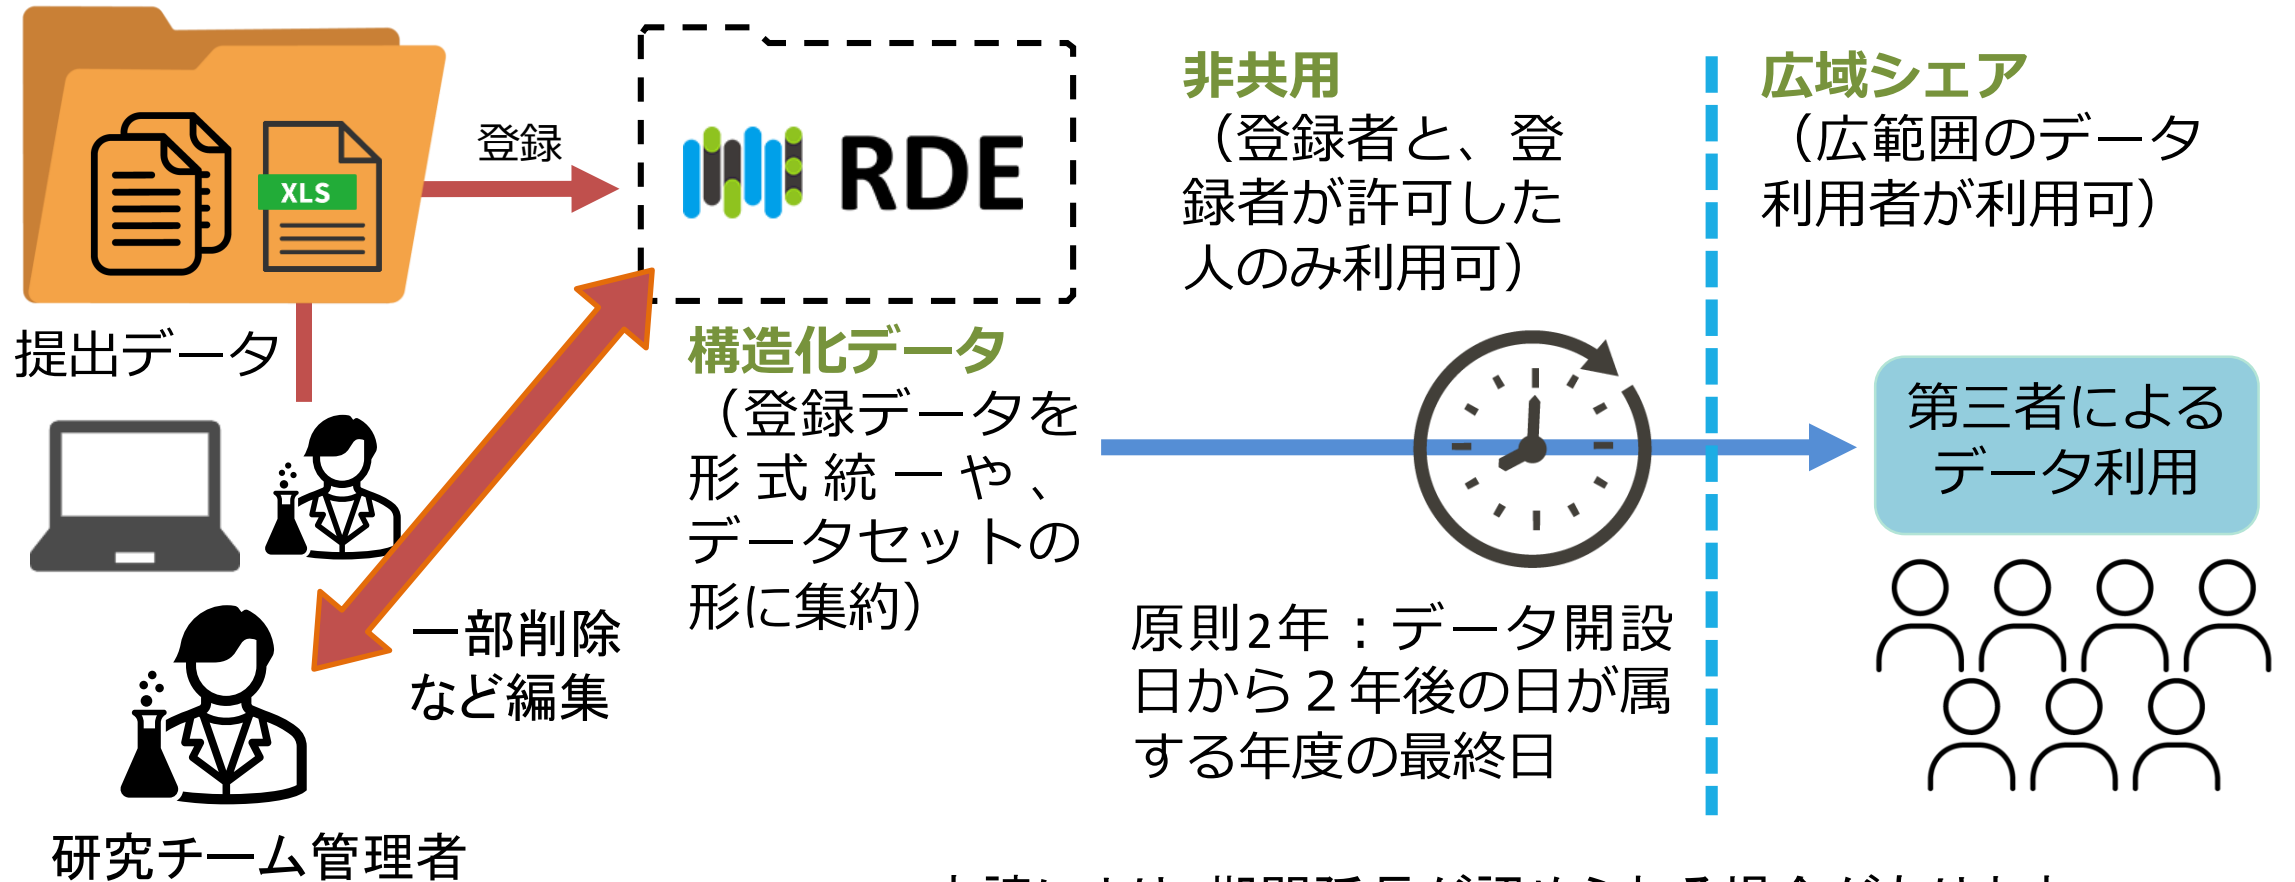 XLS
登録
提出データ
RDE
構造化データ
（登録データを
形式統一や、
データセットの
形に集約）
一部削除
など編集
研究チーム管理者
非共用
（登録者と、登
録者が許可した
人のみ利用可）
原則2年：データ開設
日から２年後の日が属
する年度の最終日
広域シェア
（広範囲のデータ
利用者が利用可）
第三者による
データ利用